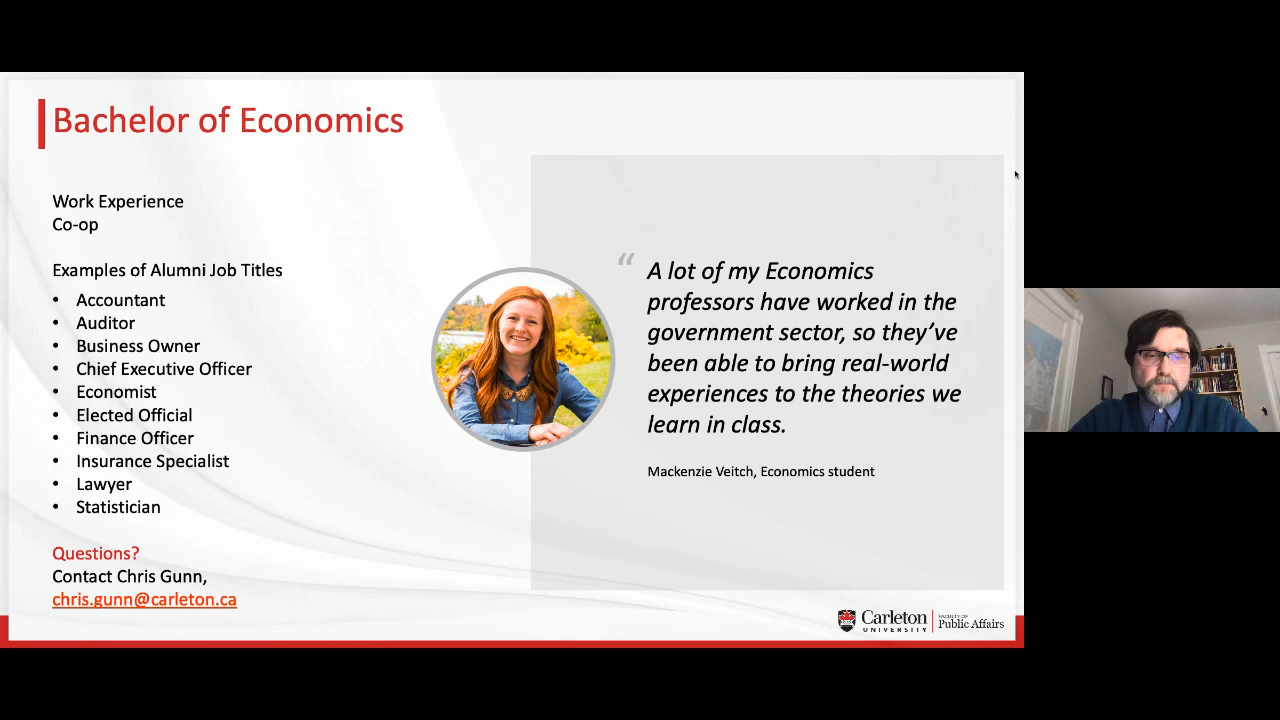 Bachelor of Economics
Work Experience
Co-op
Examples of Alumni Job Titles
• Accountant
• Auditor
• Business Owner
• Chief Executive Officer
• Economist
• Elected Official
• Finance Officer
• Insurance Specialist
• Lawyer
• Statistician
Questions?
Contact Chris Gunn,
chris.gunn@carleton.ca
“ A lot of my Economics
professors have worked in the
government sector, so they’ve
been able to bring real-world
experiences to the theories we
learn in class.
Mackenzie Veitch, Economics student
Carleton
UNIVERSITY
FACULTY OF
Public Affairs